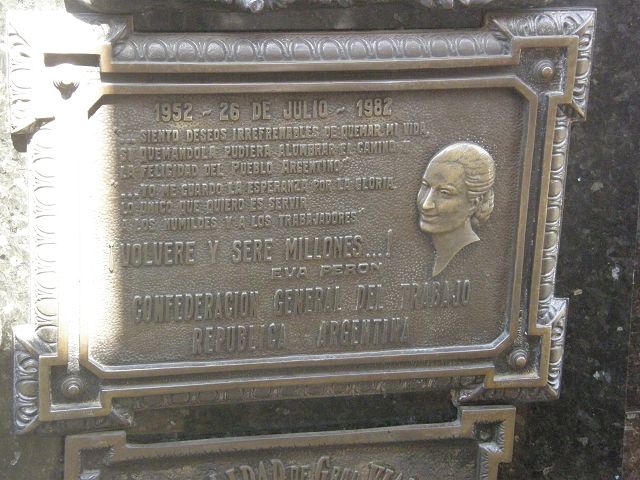 1952 ~ 26 DE JULIO ~ 1982
"... SIENTO DESEOS IRREFRENABLES DE QUEMAR MI VIDA,
SI QUEMANDOLA PUDIERA ALUMBRAR EL CAMINO Y
LA FELICIDAD DEL PUEBLO ARGENTINO"
"... YO ME GUARDO LA ESPERANZA POR LA GLORIA.
LO UNICO QUE QUIERO ES SERVIR
A LOS HUMILDES Y A LOS TRABAJADORES"
¡VOLVERE Y SERE MILLONES...!
EVA PERON
CONFEDERACION GENERAL DEL TRABAJO
REPUBLICA ARGENTINA
DE GRAL